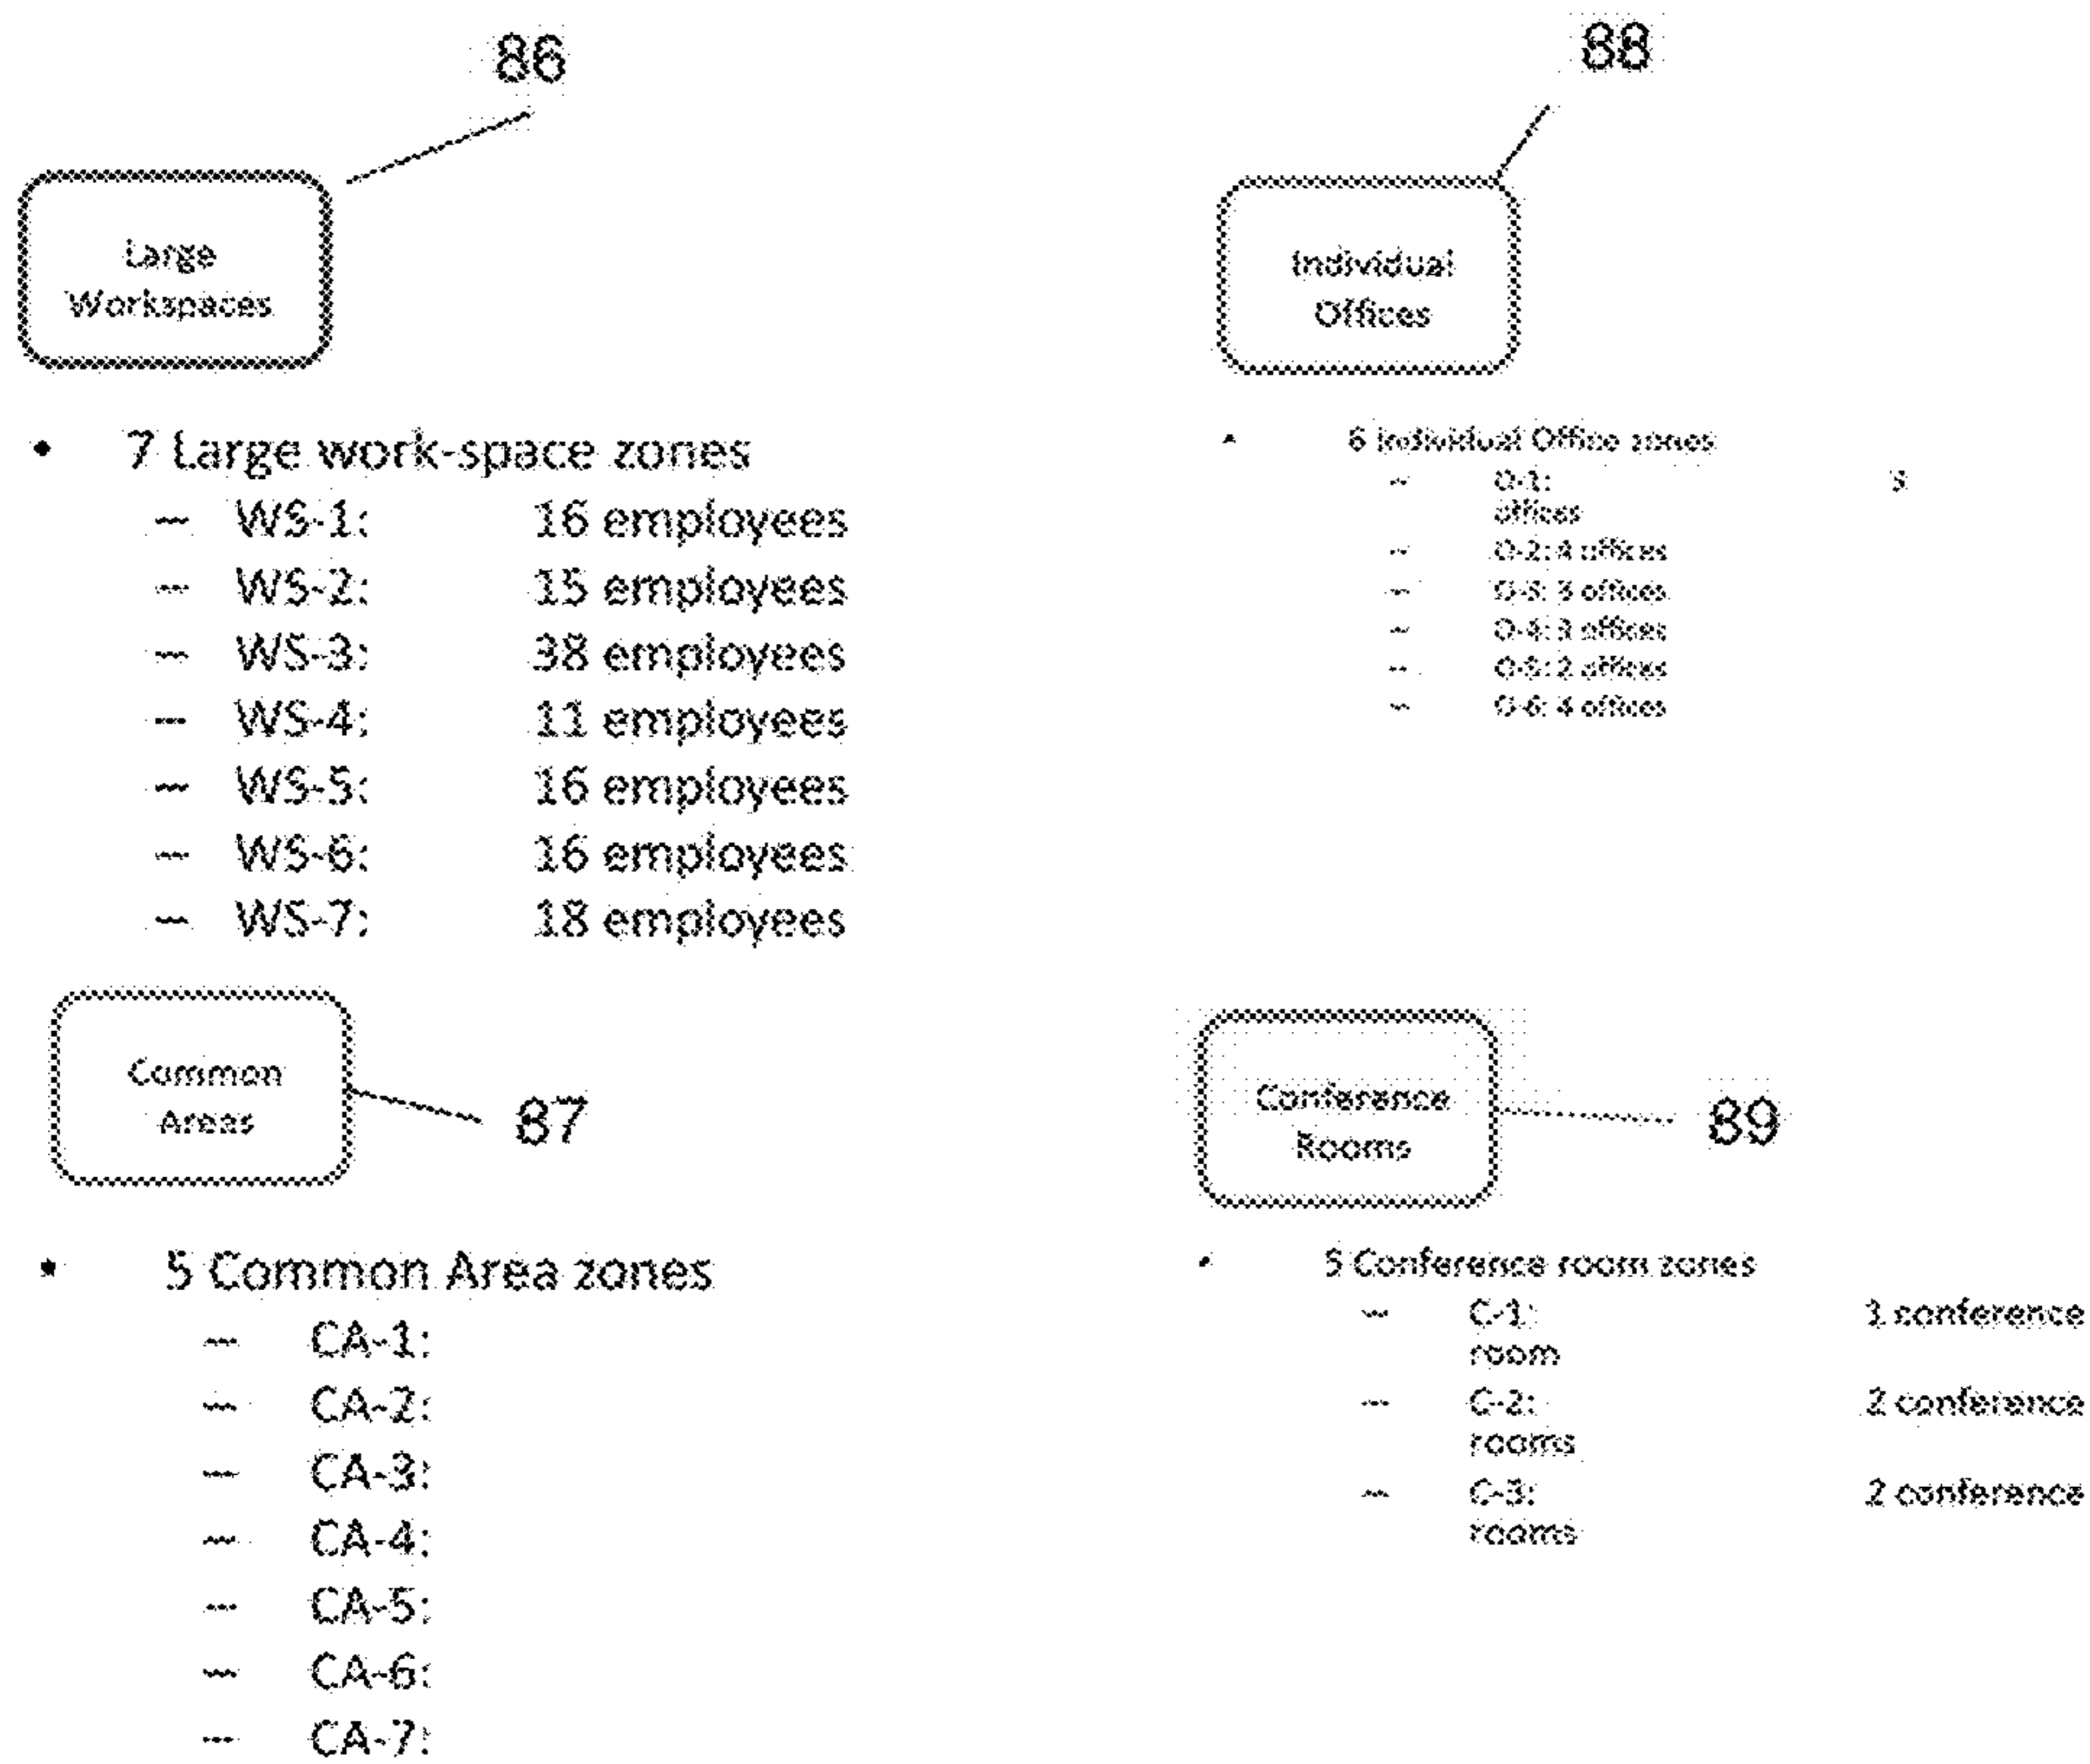 86
Large
Workspaces
• 7 Large work-space zones
– WS-1: 16 employees
– WS-2: 15 employees
– WS-3: 38 employees
– WS-4: 11 employees
– WS-5: 16 employees
– WS-6: 16 employees
– WS-7: 18 employees
88
Individual
Offices
• 6 Individual Office zones
– O-1:
offices
– O-2: 4 offices
– O-3: 3 offices
– O-4: 3 offices
– O-5: 2 offices
– O-6: 4 offices
Common
Areas
87
• 5 Common Area zones
– CA-1:
– CA-2:
– CA-3:
– CA-4:
– CA-5:
– CA-6:
– CA-7:
Conference
Rooms
89
• 5 Conference room zones
– C-1: 1 conference
room
– C-2: 2 conference
rooms
– C-3: 2 conference
rooms